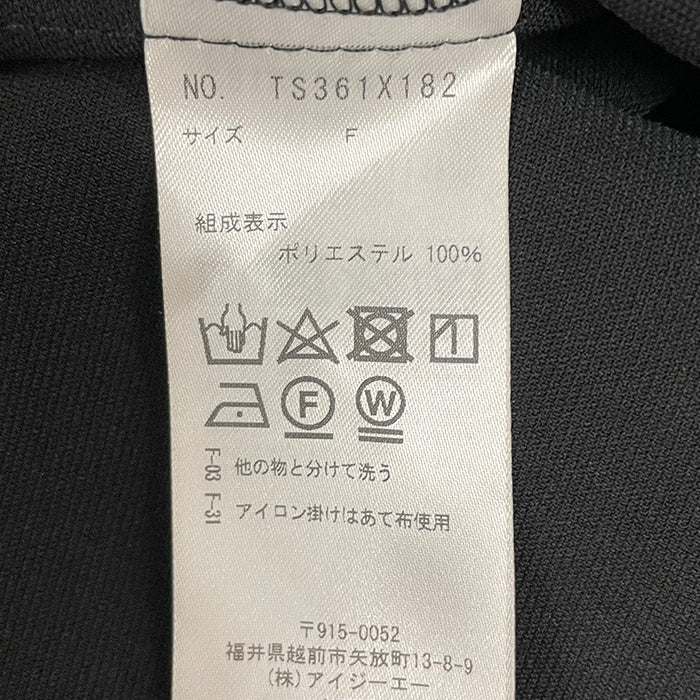 NO. TS361X182
サイズ F
組成表示
ポリエステル 100%
F W
F-03 他の物と分けて洗う
F-31 アイロン掛けはあて布使用
〒915-0052
福井県越前市矢放町13-8-9
(株)アイジーエー